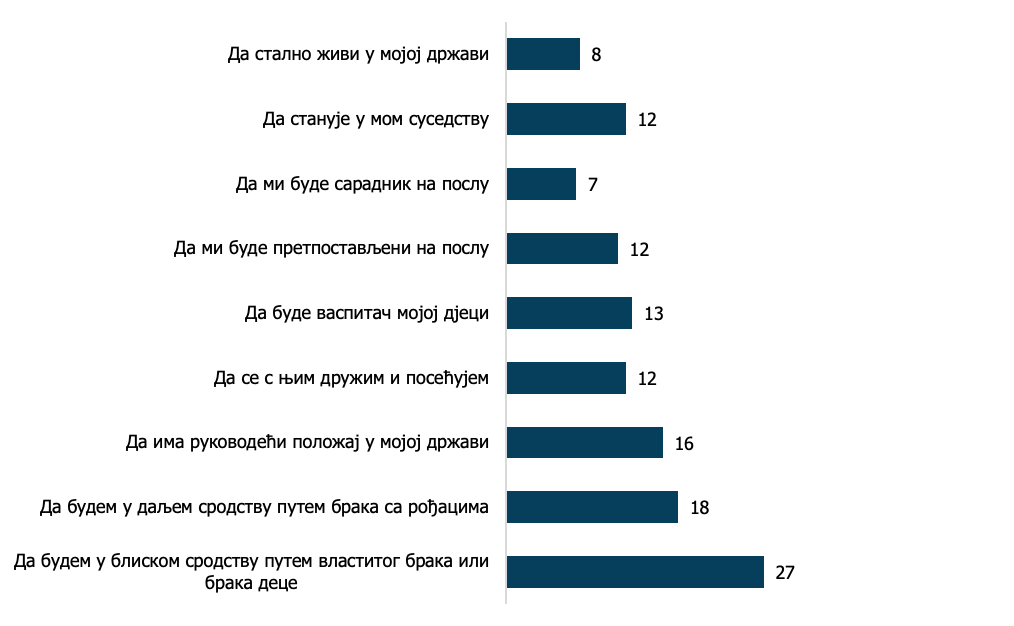 Да стално живи у мојој држави
8
Да станује у мом суседству
12
Да ми буде сарадник на послу
7
Да ми буде претпостављени на послу
12
Да буде васпитач мојој дјеци
13
Да се с њим дружим и посећујем
12
Да има руководећи положај у мојој држави
16
Да будем у даљем сродству путем брака са рођацима
18
Да будем у блиском сродству путем властитог брака или
брака деце
27